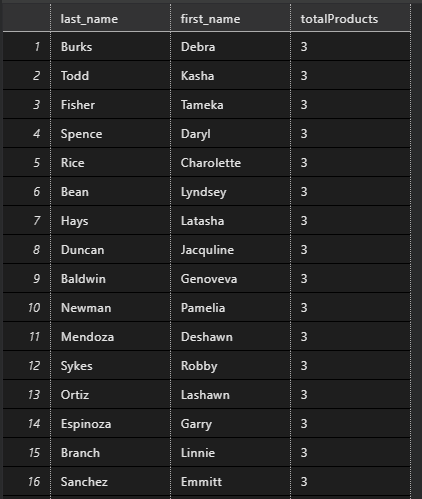 last_name first_name totalProducts
1 Burks Debra 3
2 Todd Kasha 3
3 Fisher Tameka 3
4 Spence Daryl 3
5 Rice Charolette 3
6 Bean Lyndsey 3
7 Hays Latasha 3
8 Duncan Jacquline 3
9 Baldwin Genoveva 3
10 Newman Pamelia 3
11 Mendoza Deshawn 3
12 Sykes Robby 3
13 Ortiz Lashawn 3
14 Espinoza Garry 3
15 Branch Linnie 3
16 Sanchez Emmitt 3